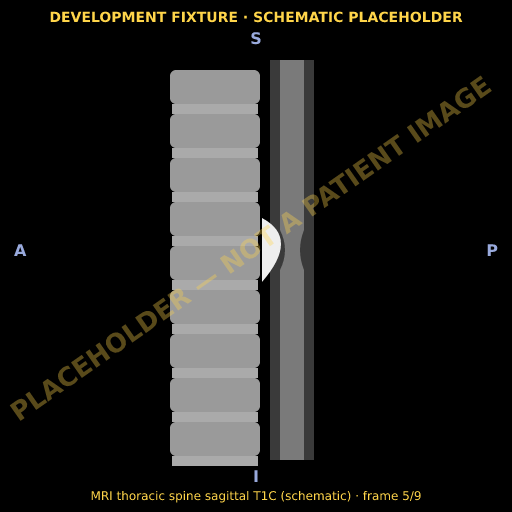 DEVELOPMENT FIXTURE · SCHEMATIC PLACEHOLDER
S
PLACEHOLDER — NOT A PATIENT IMAGE
A
P
I
MRI thoracic spine sagittal T1C (schematic) · frame 5/9